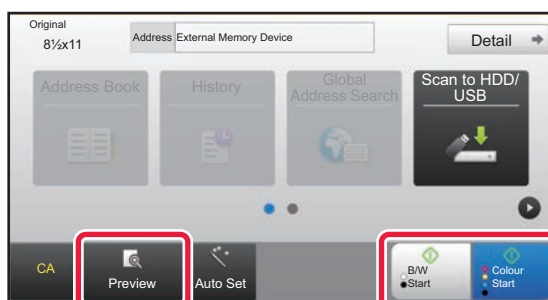 Original
8½x11
Address External Memory Device
Detail
Address Book
History
Global
Address Search
Scan to HDD/
USB
CA
Preview
Auto Set
B/W
Start
Colour
Start